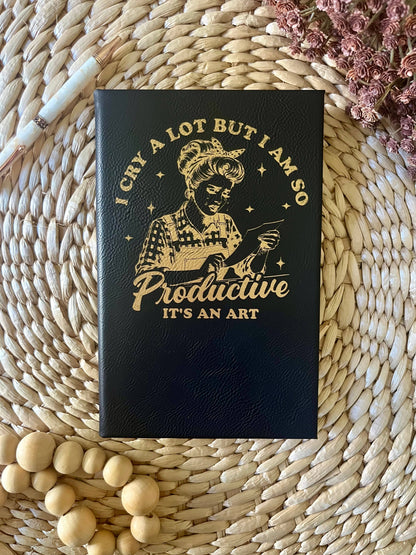 I CRY A LOT BUT I AM SO
Productive
IT'S AN ART